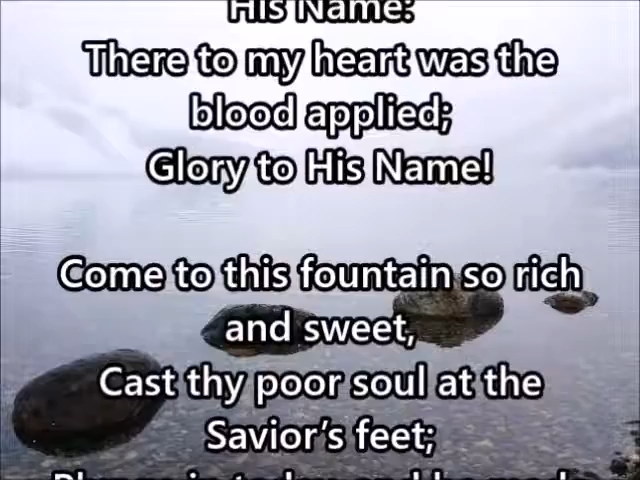 His Name:
There to my heart was the
blood applied;
Glory to His Name!
Come to this fountain so rich
and sweet,
Cast thy poor soul at the
Savior's feet;